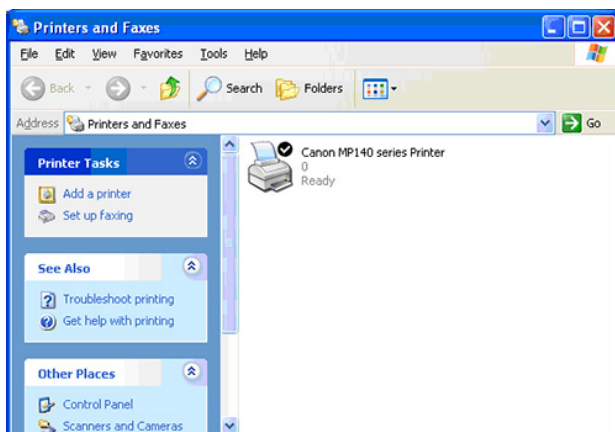 Printers and Faxes
File Edit View Favorites Tools Help
Back Search Folders
Address Printers and Faxes Go
Printer Tasks
Add a printer
Set up faxing
See Also
Troubleshoot printing
Get help with printing
Other Places
Control Panel
Scanners and Cameras
Canon MP140 series Printer
0
Ready